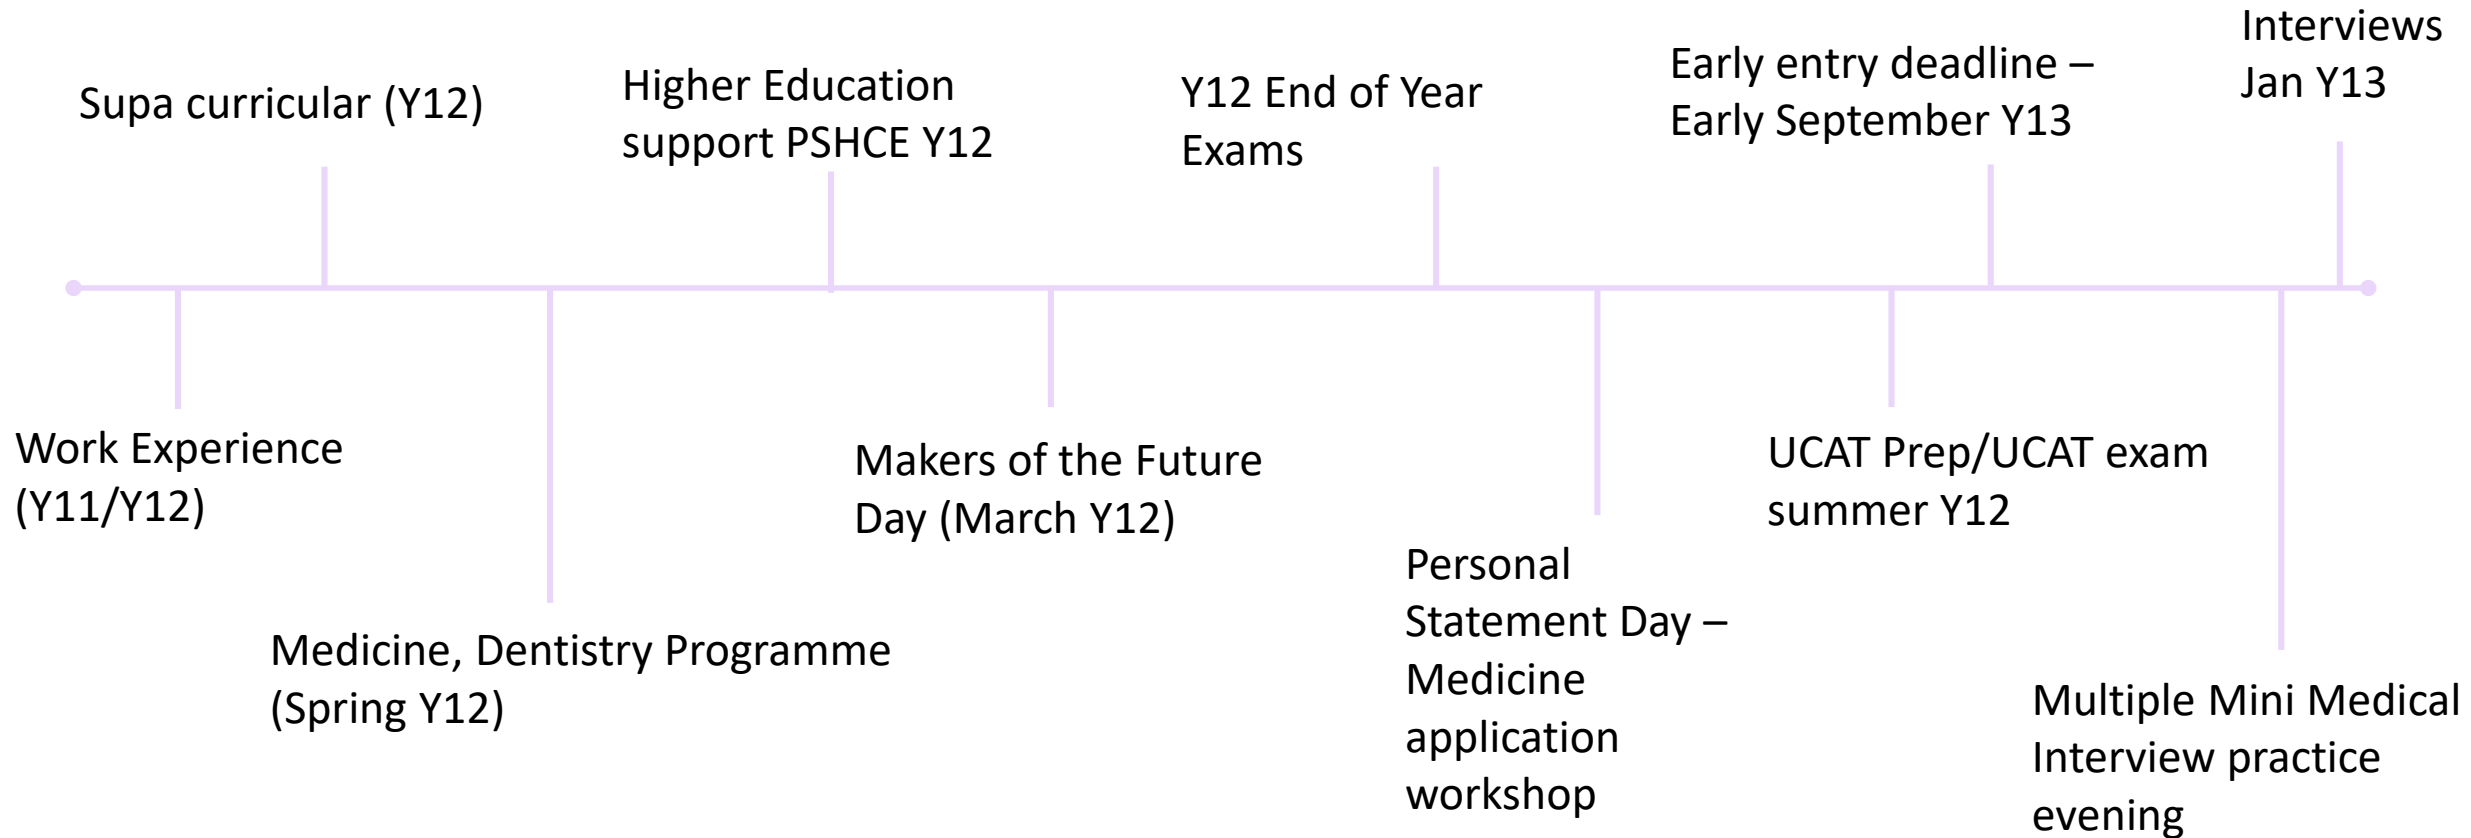 Supa curricular (Y12)
Higher Education
support PSHCE Y12
Y12 End of Year
Exams
Early entry deadline –
Early September Y13
Interviews
Jan Y13
Work Experience
(Y11/Y12)
Medicine, Dentistry Programme
(Spring Y12)
Makers of the Future
Day (March Y12)
Personal
Statement Day –
Medicine
application
workshop
UCAT Prep/UCAT exam
summer Y12
Multiple Mini Medical
Interview practice
evening